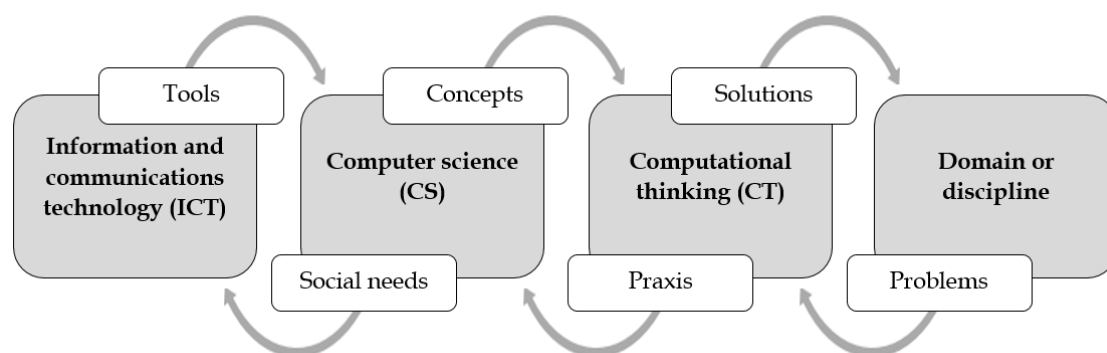 Tools
Concepts
Solutions
Information and
communications
technology (ICT)
Computer science
(CS)
Computational
thinking (CT)
Domain or
discipline
Social needs
Praxis
Problems